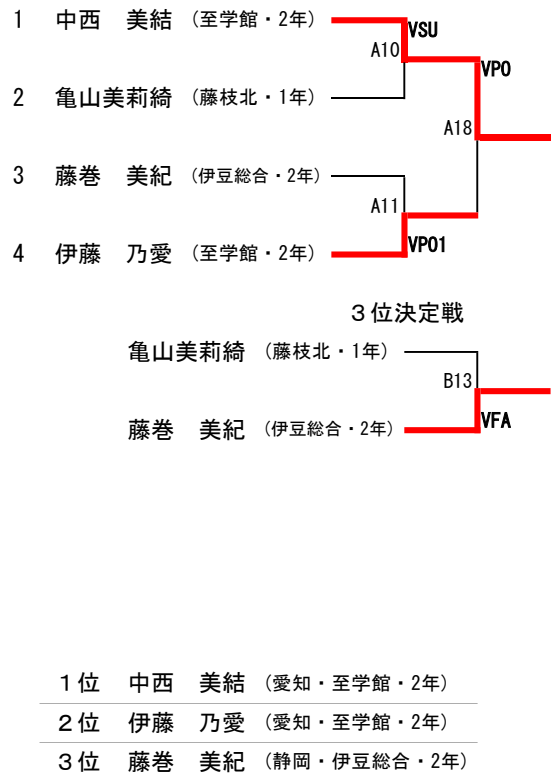 1 中西 美結 (至学館・2年)
VSU
A10
VPO
2 亀山美莉綺 (藤枝北・1年)
A18
3 藤巻 美紀 (伊豆総合・2年)
A11
4 伊藤 乃愛 (至学館・2年)
VPO1
３位決定戦
亀山美莉綺 (藤枝北・1年)
B13
藤巻 美紀 (伊豆総合・2年)
VFA
１位 中西 美結 (愛知・至学館・2年)
２位 伊藤 乃愛 (愛知・至学館・2年)
３位 藤巻 美紀 (静岡・伊豆総合・2年)